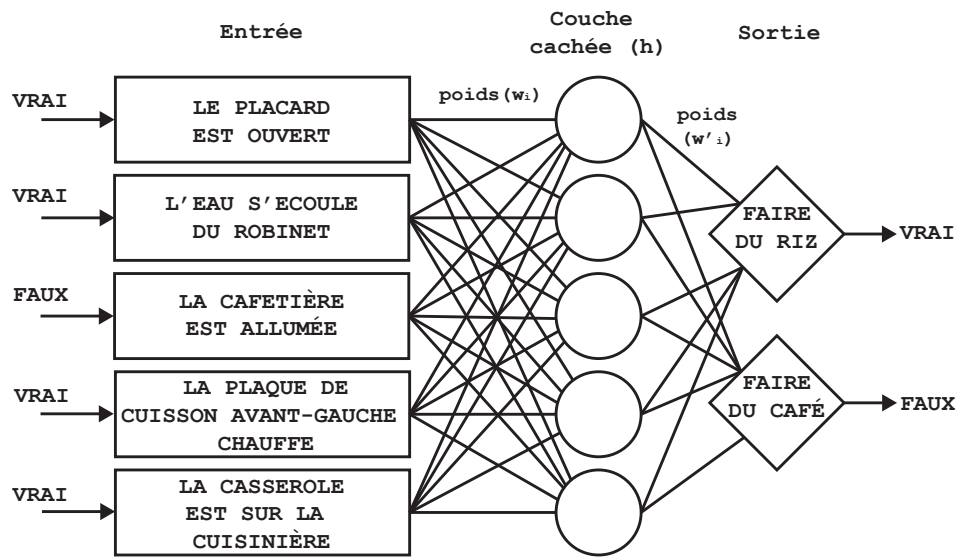 Entrée
Couche
cachée (h)
Sortie
VRAI
LE PLACARD
EST OUVERT
poids(wi)
poids
(w'i)
VRAI
L'EAU S'ECOULE
DU ROBINET
FAIRE
DU RIZ
VRAI
FAUX
LA CAFETIÈRE
EST ALLUMÉE
VRAI
LA PLAQUE DE
CUISSON AVANT-GAUCHE
CHAUFFE
FAIRE
DU CAFÉ
FAUX
VRAI
LA CASSEROLE
EST SUR LA
CUISINIÈRE